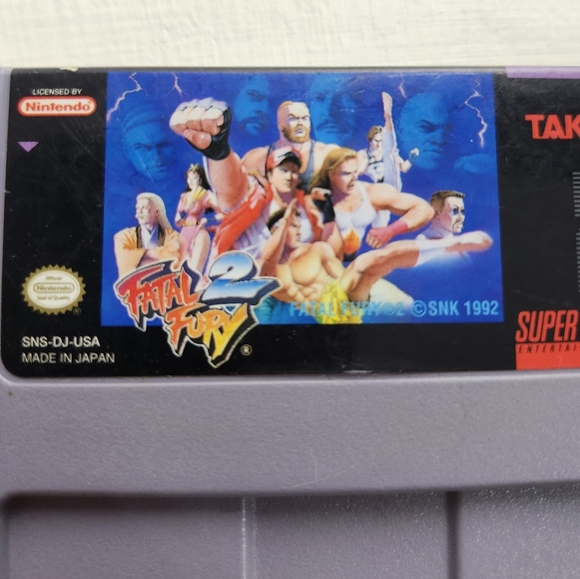 LICENSED BY
Nintendo
TAK
FATAL
FURY 2
®
FATAL FURY®2 ©SNK 1992
Official
Nintendo
Seal of Quality
®
SNS-DJ-USA
MADE IN JAPAN
SUPER
ENTERTAI